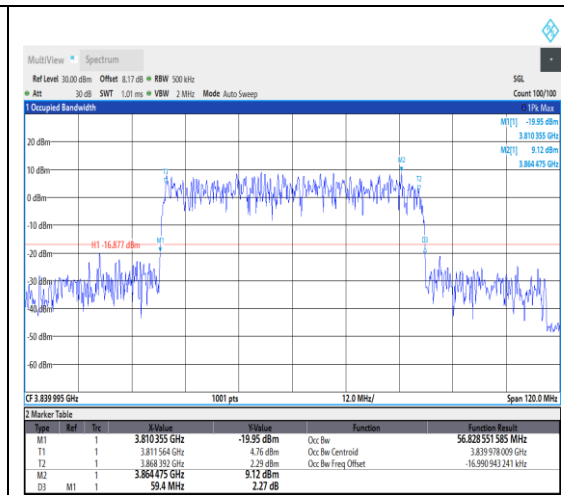 MultiView Spectrum
Ref Level 30.00 dBm Offset 8.17 dB RBW 500 kHz SGL
Att 30 dB SWT 1.01 ms VBW 2 MHz Mode Auto Sweep Count 100/100
1 Occupied Bandwidth 1Pk Max
M1[1] -19.95 dBm
3.810 355 GHz
M2[1] 9.12 dBm
3.864 475 GHz
20 dBm
10 dBm
0 dBm
-10 dBm
-20 dBm
-30 dBm
-40 dBm
-50 dBm
-60 dBm
H1 -16.877 dBm
M1
M2
T2
D3
CF 3.839 995 GHz 1001 pts 12.0 MHz/ Span 120.0 MHz
2 Marker Table
Type Ref Trc X-Value Y-Value Function Function Result
M1 1 3.810 355 GHz -19.95 dBm Occ Bw 56.828 551 585 MHz
T1 1 3.811 564 GHz 4.76 dBm Occ Bw Centroid 3.839 978 009 GHz
T2 1 3.868 392 GHz 2.29 dBm Occ Bw Freq Offset -16.990 943 241 kHz
M2 1 3.864 475 GHz 9.12 dBm
D3 M1 1 59.4 MHz 2.27 dB